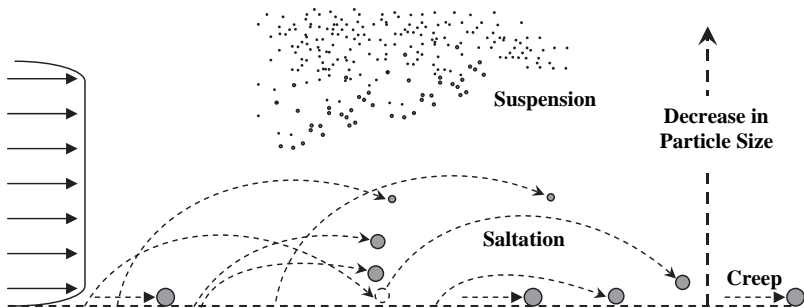 Suspension
Decrease in
Particle Size
Saltation
Creep